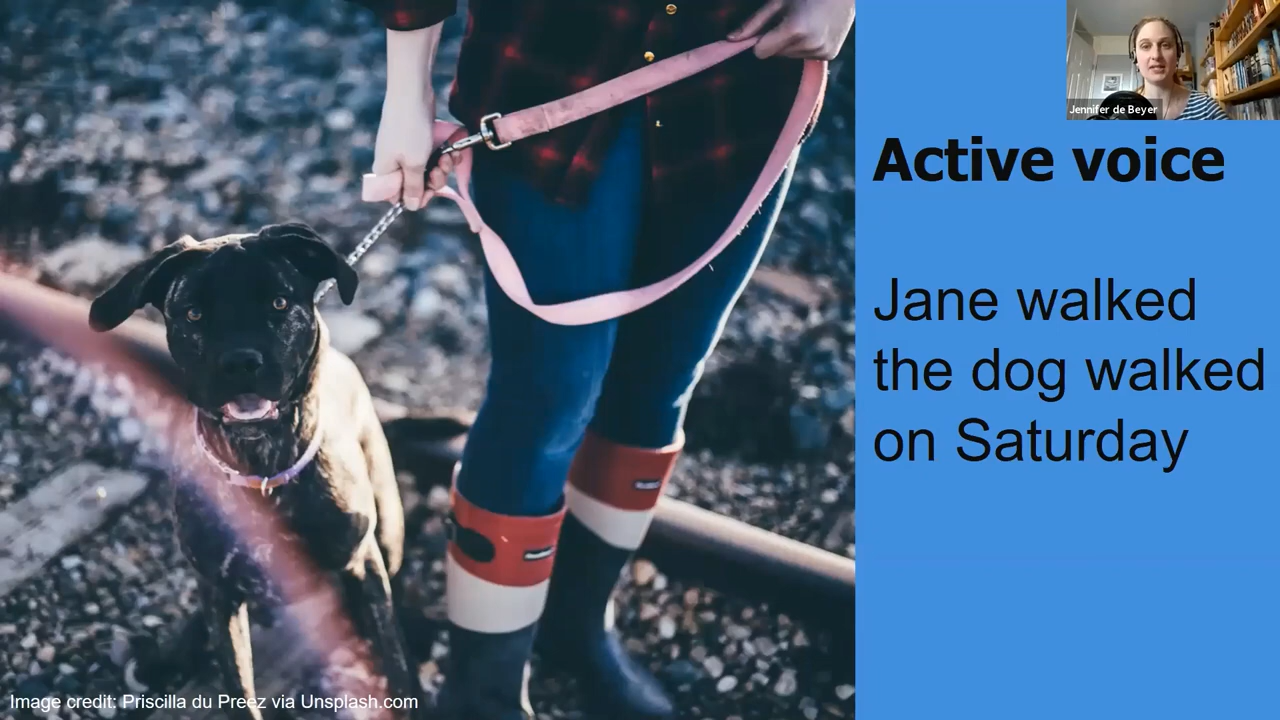 Jennifer de Beyer
Active voice
Jane walked
the dog walked
on Saturday
Image credit: Priscilla du Preez via Unsplash.com